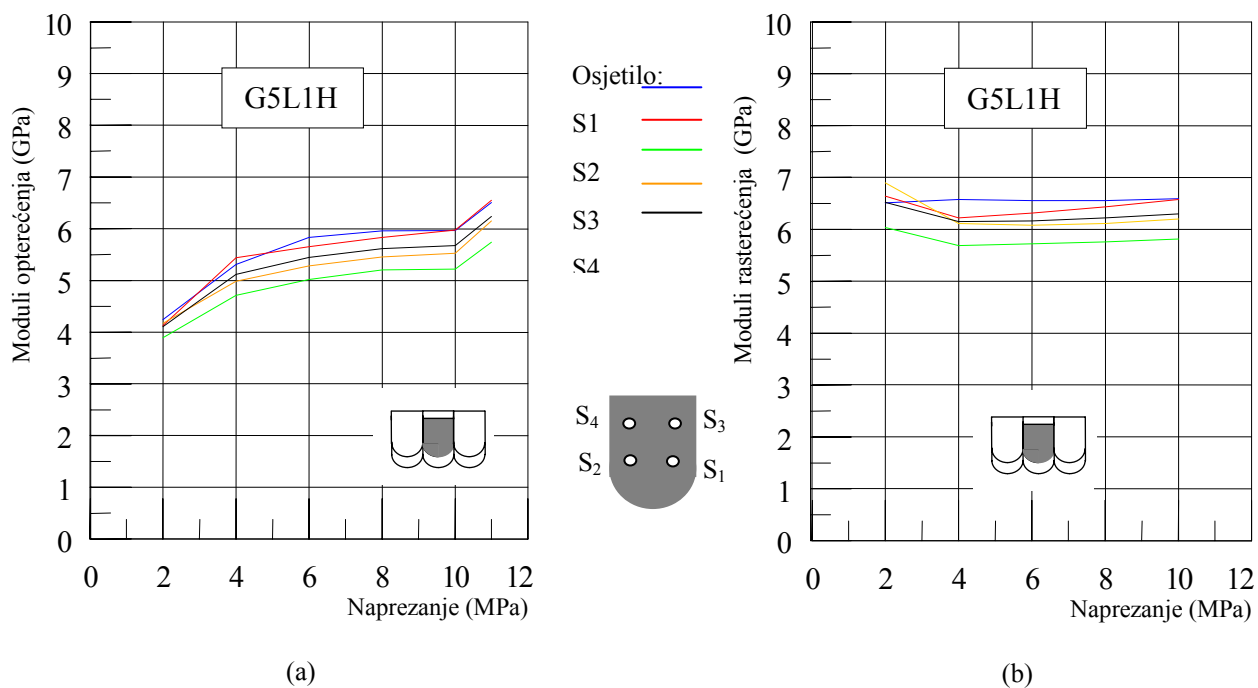 10
9
8
7
6
5
4
3
2
1
0
Moduli opterećenja (GPa)
G5L1H
0 2 4 6 8 10 12
Naprezanje (MPa)
(a)
Osjetilo:
S1
S2
S3
S4
S4 S3
S2 S1
10
9
8
7
6
5
4
3
2
1
0
Moduli rasterećenja (GPa)
G5L1H
0 2 4 6 8 10 12
Naprezanje (MPa)
(b)